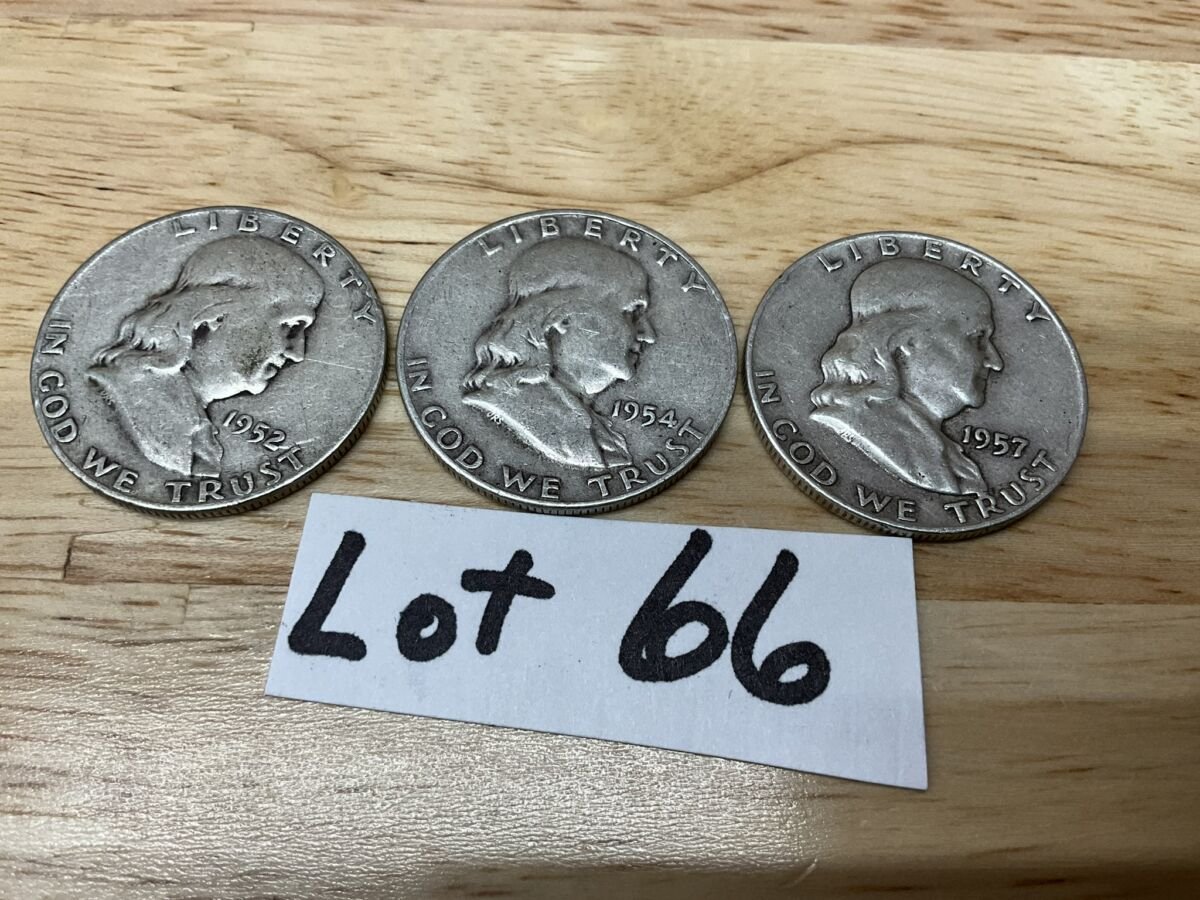 LIBERTY
IN GOD WE TRUST
1952
LIBERTY
IN GOD WE TRUST
1954
LIBERTY
IN GOD WE TRUST
1957
Lot 66